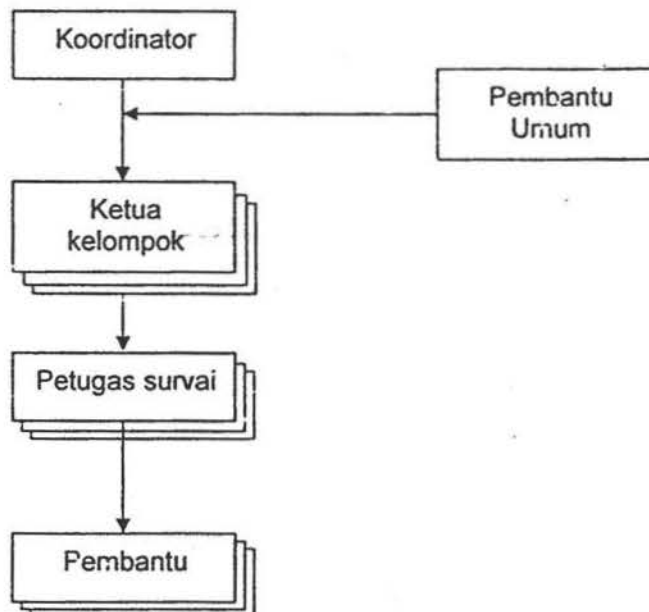 Koordinator
Pembantu
Umum
Ketua
kelompok
Petugas survai
Pembantu